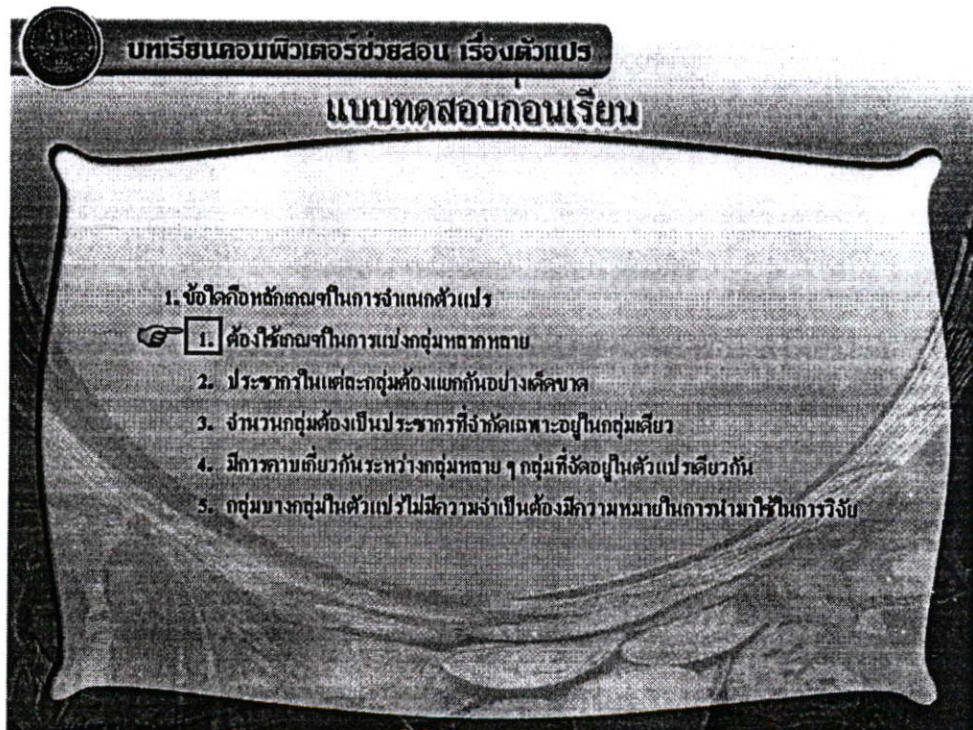 บทเรียนคอมพิวเตอร์ช่วยสอน เรื่องตัวแปร
แบบทดสอบก่อนเรียน
1. ข้อใดคือหลักเกณฑ์ในการจำแนกตัวแปร
1. ต้องใช้เกณฑ์ในการแบ่งกลุ่มหลากหลาย
2. ประชากรในแต่ละกลุ่มต้องแยกกันอย่างเด็ดขาด
3. จำนวนกลุ่มต้องเป็นประชากรที่จำกัดเฉพาะอยู่ในกลุ่มเดียว
4. มีการคาบเกี่ยวกันระหว่างกลุ่มหลาย ๆ กลุ่มที่จัดอยู่ในตัวแปรเดียวกัน
5. กลุ่มบางกลุ่มในตัวแปรไม่มีความจำเป็นต้องมีความหมายในการนำมาใช้ในการวิจัย